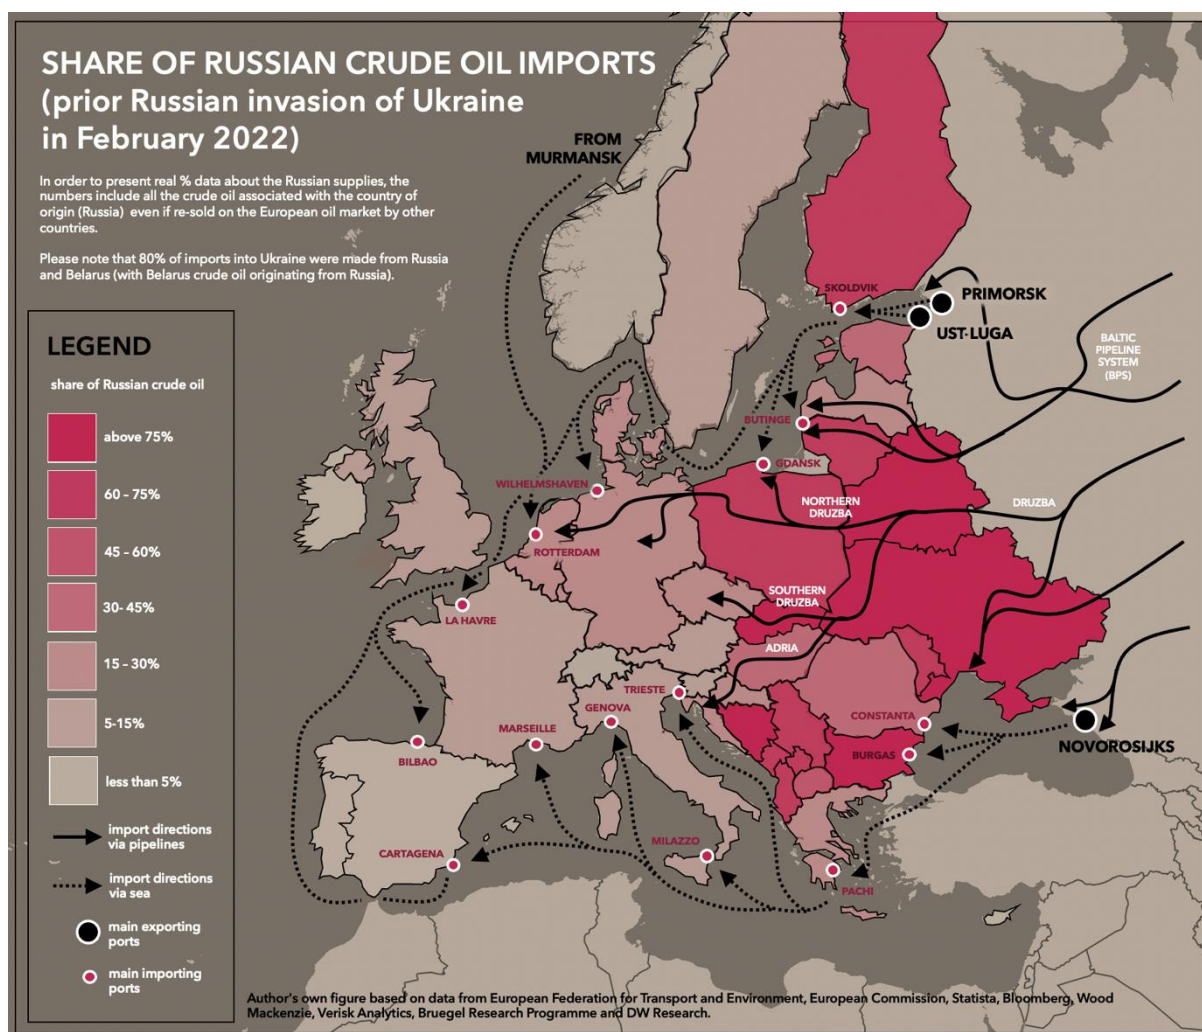 SHARE OF RUSSIAN CRUDE OIL IMPORTS
(prior Russian invasion of Ukraine
in February 2022)
In order to present real % data about the Russian supplies, the
numbers include all the crude oil associated with the country of
origin (Russia) even if re-sold on the European oil market by other
countries.
Please note that 80% of imports into Ukraine were made from Russia
and Belarus (with Belarus crude oil originating from Russia).
FROM
MURMANSK
LEGEND
share of Russian crude oil
above 75%
60 – 75%
45 – 60%
30- 45%
15 – 30%
5-15%
less than 5%
import directions
via pipelines
import directions
via sea
main exporting
ports
main importing
ports
SKOLDVIK
PRIMORSK
UST-LUGA
BALTIC
PIPELINE
SYSTEM
(BPS)
BUTINGE
GDANSK
WILHELMSHAVEN
NORTHERN
DRUZBA
DRUZBA
ROTTERDAM
SOUTHERN
DRUZBA
LA HAVRE
ADRIA
TRIESTE
GENOVA
CONSTANTA
MARSEILLE
NOVOROSIJKS
BURGAS
BILBAO
MILAZZO
CARTAGENA
PACHI
Author's own figure based on data from European Federation for Transport and Environment, European Commission, Statista, Bloomberg, Wood
Mackenzie, Verisk Analytics, Bruegel Research Programme and DW Research.